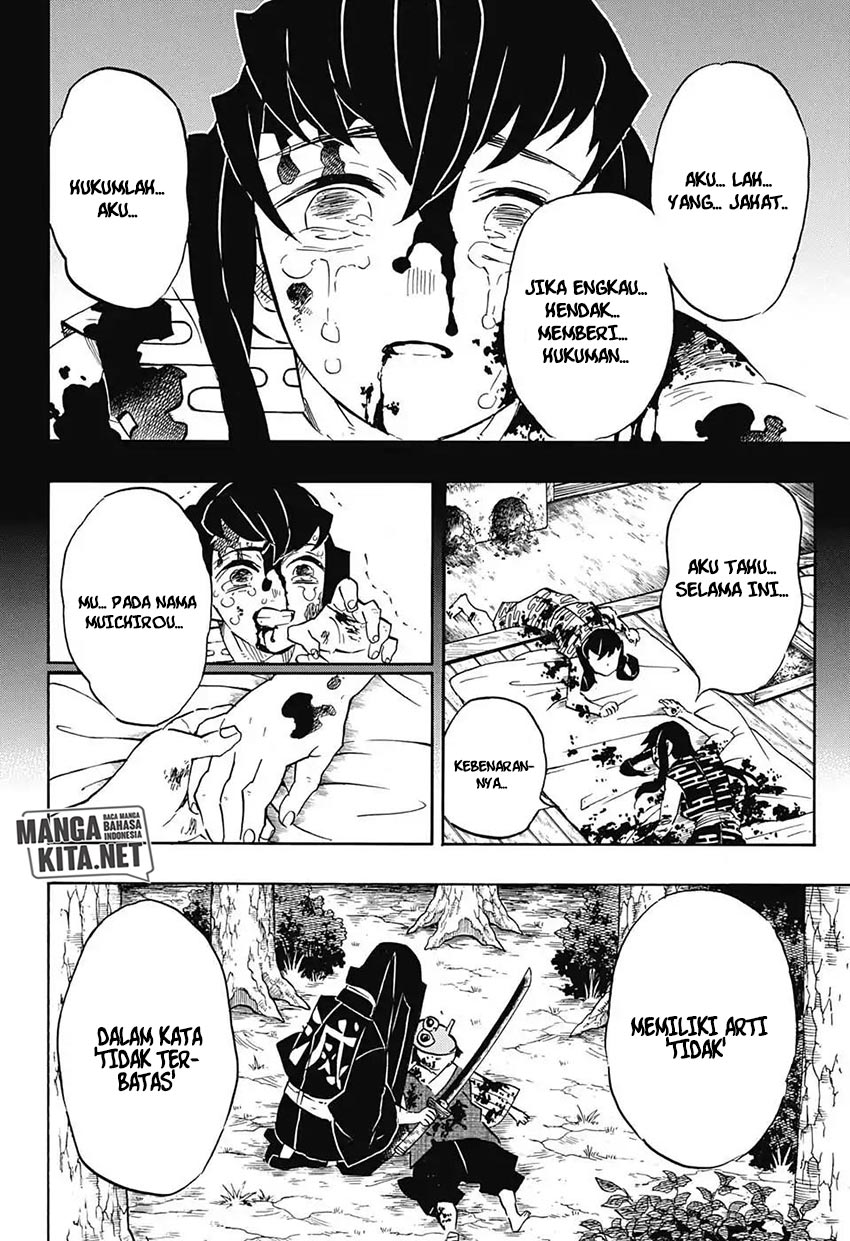 AKU... LAH...
YANG... JAHAT..
JIKA ENGKAU...
HENDAK...
MEMBERI...
HUKUMAN...
HUKUMLAH...
AKU...
AKU TAHU...
SELAMA INI...
KEBENARAN-
NYA...
MU... PADA NAMA
MUICHIROU...
MANGA
KITA.NET
BACA MANGA
BAHASA
INDONESIA
MEMILIKI ARTI
'TIDAK'
DALAM KATA
'TIDAK TER-
BATAS'
滅